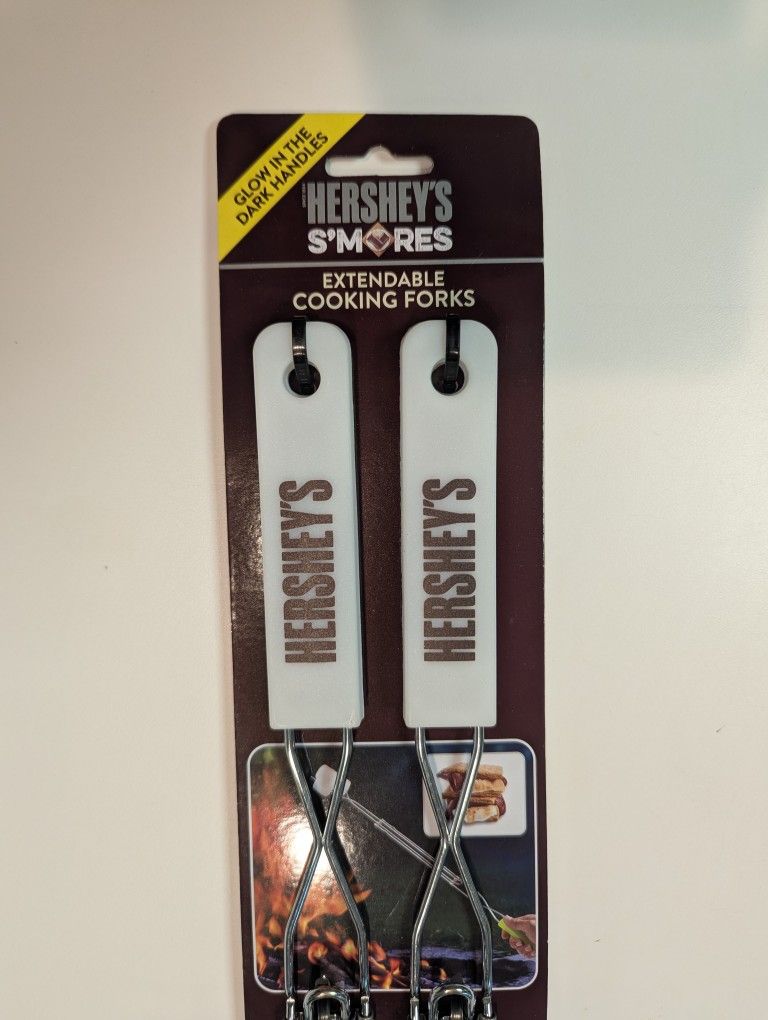 GLOW IN THE
DARK HANDLES
HERSHEY'S
S'MORES
EXTENDABLE
COOKING FORKS
HERSHEY'S
HERSHEY'S